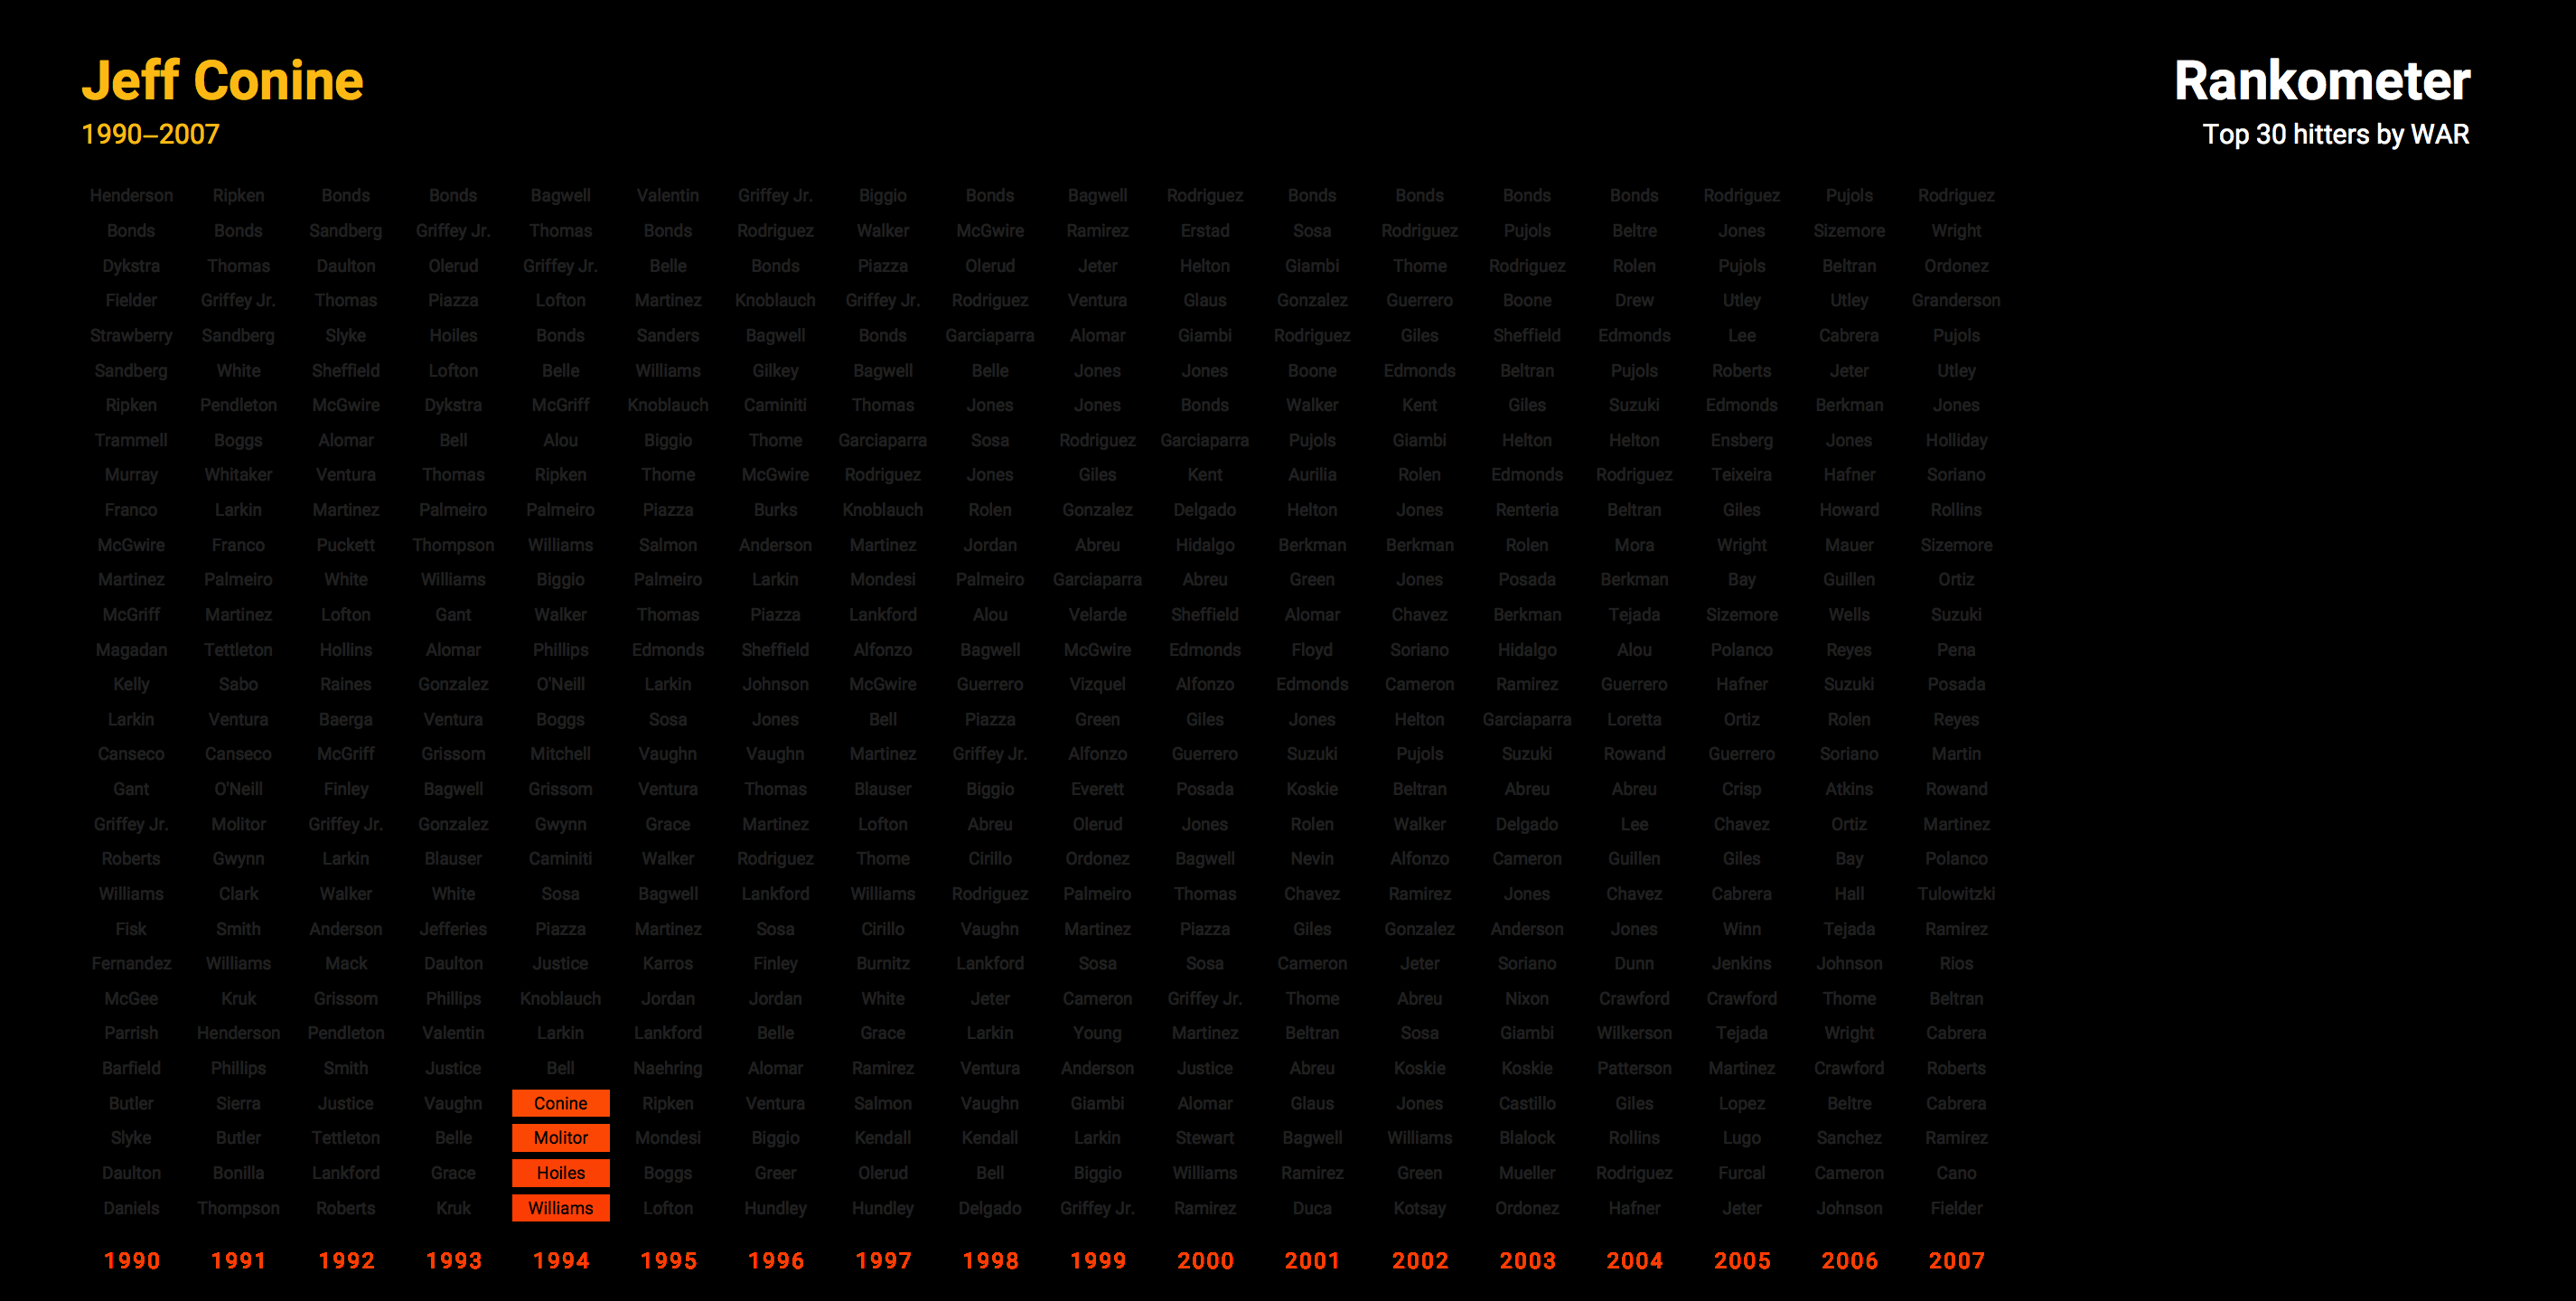 Jeff Conine
1990–2007
Rankometer
Top 30 hitters by WAR
Henderson Ripken Bonds Bonds Bagwell Valentin Griffey Jr. Biggio Bonds Bagwell Rodriguez Bonds Bonds Bonds Bonds Rodriguez Pujols Rodriguez
Bonds Bonds Sandberg Griffey Jr. Thomas Bonds Rodriguez Walker McGwire Ramirez Erstad Sosa Rodriguez Pujols Beltre Jones Sizemore Wright
Dykstra Thomas Daulton Olerud Griffey Jr. Belle Bonds Piazza Olerud Jeter Helton Giambi Thome Rodriguez Rolen Pujols Beltran Ordonez
Fielder Griffey Jr. Thomas Piazza Lofton Martinez Knoblauch Griffey Jr. Rodriguez Ventura Glaus Gonzalez Guerrero Boone Drew Utley Utley Granderson
Strawberry Sandberg Slyke Hoiles Bonds Sanders Bagwell Bonds Garciaparra Alomar Giambi Rodriguez Giles Sheffield Edmonds Lee Cabrera Pujols
Sandberg White Sheffield Lofton Belle Williams Gilkey Bagwell Belle Jones Jones Boone Edmonds Beltran Pujols Roberts Jeter Utley
Ripken Pendleton McGwire Dykstra McGriff Knoblauch Caminiti Thomas Jones Jones Bonds Walker Kent Giles Suzuki Edmonds Berkman Jones
Trammell Boggs Alomar Bell Alou Biggio Thome Garciaparra Sosa Rodriguez Garciaparra Pujols Giambi Helton Helton Ensberg Jones Holliday
Murray Whitaker Ventura Thomas Ripken Thome McGwire Rodriguez Jones Giles Kent Aurilia Rolen Edmonds Rodriguez Teixeira Hafner Soriano
Franco Larkin Martinez Palmeiro Palmeiro Piazza Burks Knoblauch Rolen Gonzalez Delgado Helton Jones Renteria Beltran Giles Howard Rollins
McGwire Franco Puckett Thompson Williams Salmon Anderson Martinez Jordan Abreu Hidalgo Berkman Berkman Rolen Mora Wright Mauer Sizemore
Martinez Palmeiro White Williams Biggio Palmeiro Larkin Mondesi Palmeiro Garciaparra Abreu Green Jones Posada Berkman Bay Guillen Ortiz
McGriff Martinez Lofton Gant Walker Thomas Piazza Lankford Alou Velarde Sheffield Alomar Chavez Berkman Tejada Sizemore Wells Suzuki
Magadan Tettleton Hollins Alomar Phillips Edmonds Sheffield Alfonzo Bagwell McGwire Edmonds Floyd Soriano Hidalgo Alou Polanco Reyes Pena
Kelly Sabo Raines Gonzalez O'Neill Larkin Johnson McGwire Guerrero Vizquel Alfonzo Edmonds Cameron Ramirez Guerrero Hafner Suzuki Posada
Larkin Ventura Baerga Ventura Boggs Sosa Jones Bell Piazza Green Giles Jones Helton Garciaparra Loretta Ortiz Rolen Reyes
Canseco Canseco McGriff Grissom Mitchell Vaughn Vaughn Martinez Griffey Jr. Alfonzo Guerrero Suzuki Pujols Suzuki Rowand Guerrero Soriano Martin
Gant O'Neill Finley Bagwell Grissom Ventura Thomas Blauser Biggio Everett Posada Koskie Beltran Abreu Abreu Crisp Atkins Rowand
Griffey Jr. Molitor Griffey Jr. Gonzalez Gwynn Grace Martinez Lofton Abreu Olerud Jones Rolen Walker Delgado Lee Chavez Ortiz Martinez
Roberts Gwynn Larkin Blauser Caminiti Walker Rodriguez Thome Cirillo Ordonez Bagwell Nevin Alfonzo Cameron Guillen Giles Bay Polanco
Williams Clark Walker White Sosa Bagwell Lankford Williams Rodriguez Palmeiro Thomas Chavez Ramirez Jones Chavez Cabrera Hall Tulowitzki
Fisk Smith Anderson Jefferies Piazza Martinez Sosa Cirillo Vaughn Martinez Piazza Giles Gonzalez Anderson Jones Winn Tejada Ramirez
Fernandez Williams Mack Daulton Justice Karros Finley Burnitz Lankford Sosa Sosa Cameron Jeter Soriano Dunn Jenkins Johnson Rios
McGee Kruk Grissom Phillips Knoblauch Jordan Jordan White Jeter Cameron Griffey Jr. Thome Abreu Nixon Crawford Crawford Thome Beltran
Parrish Henderson Pendleton Valentin Larkin Lankford Belle Grace Larkin Young Martinez Beltran Sosa Giambi Wilkerson Tejada Wright Cabrera
Barfield Phillips Smith Justice Bell Naehring Alomar Ramirez Ventura Anderson Justice Abreu Koskie Koskie Patterson Martinez Crawford Roberts
Butler Sierra Justice Vaughn Conine Ripken Ventura Salmon Vaughn Giambi Alomar Glaus Jones Castillo Giles Lopez Beltre Cabrera
Slyke Butler Tettleton Belle Molitor Mondesi Biggio Kendall Kendall Larkin Stewart Bagwell Williams Blalock Rollins Lugo Sanchez Ramirez
Daulton Bonilla Lankford Grace Hoiles Boggs Greer Olerud Bell Biggio Williams Ramirez Green Mueller Rodriguez Furcal Cameron Cano
Daniels Thompson Roberts Kruk Williams Lofton Hundley Hundley Delgado Griffey Jr. Ramirez Duca Kotsay Ordonez Hafner Jeter Johnson Fielder
1990 1991 1992 1993 1994 1995 1996 1997 1998 1999 2000 2001 2002 2003 2004 2005 2006 2007